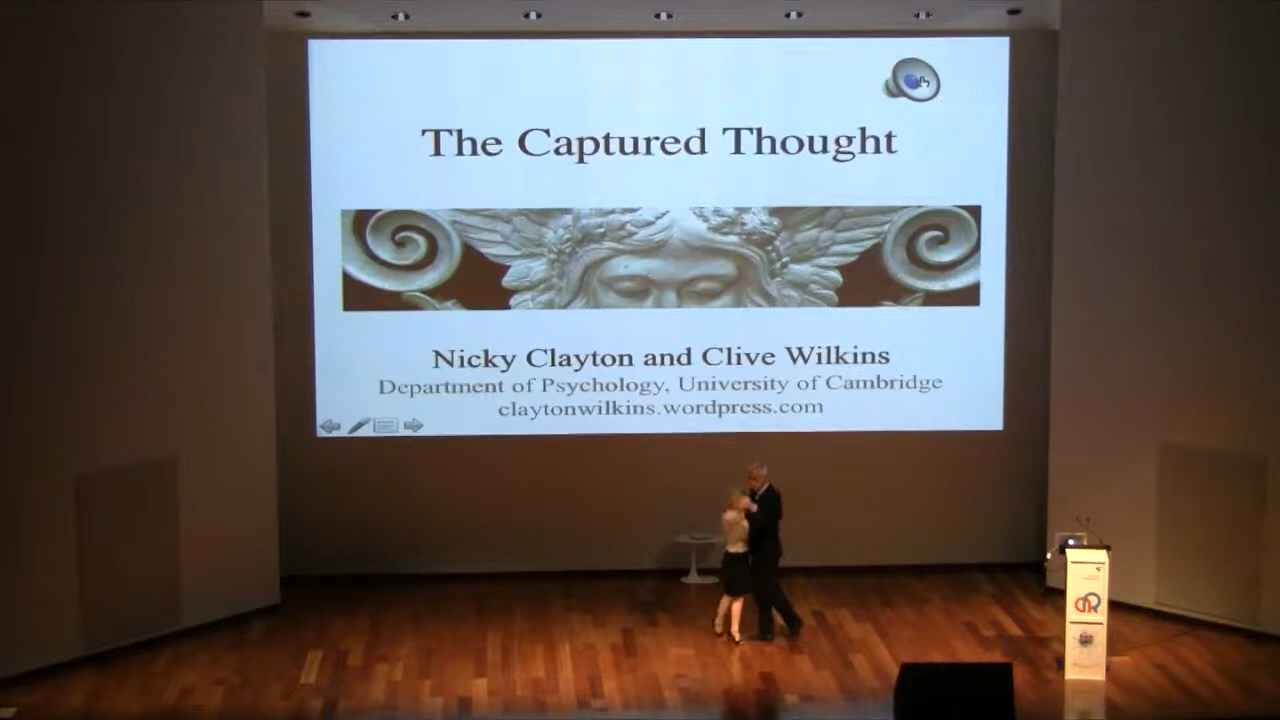 The Captured Thought
Nicky Clayton and Clive Wilkins
Department of Psychology, University of Cambridge
claytonwilkins.wordpress.com